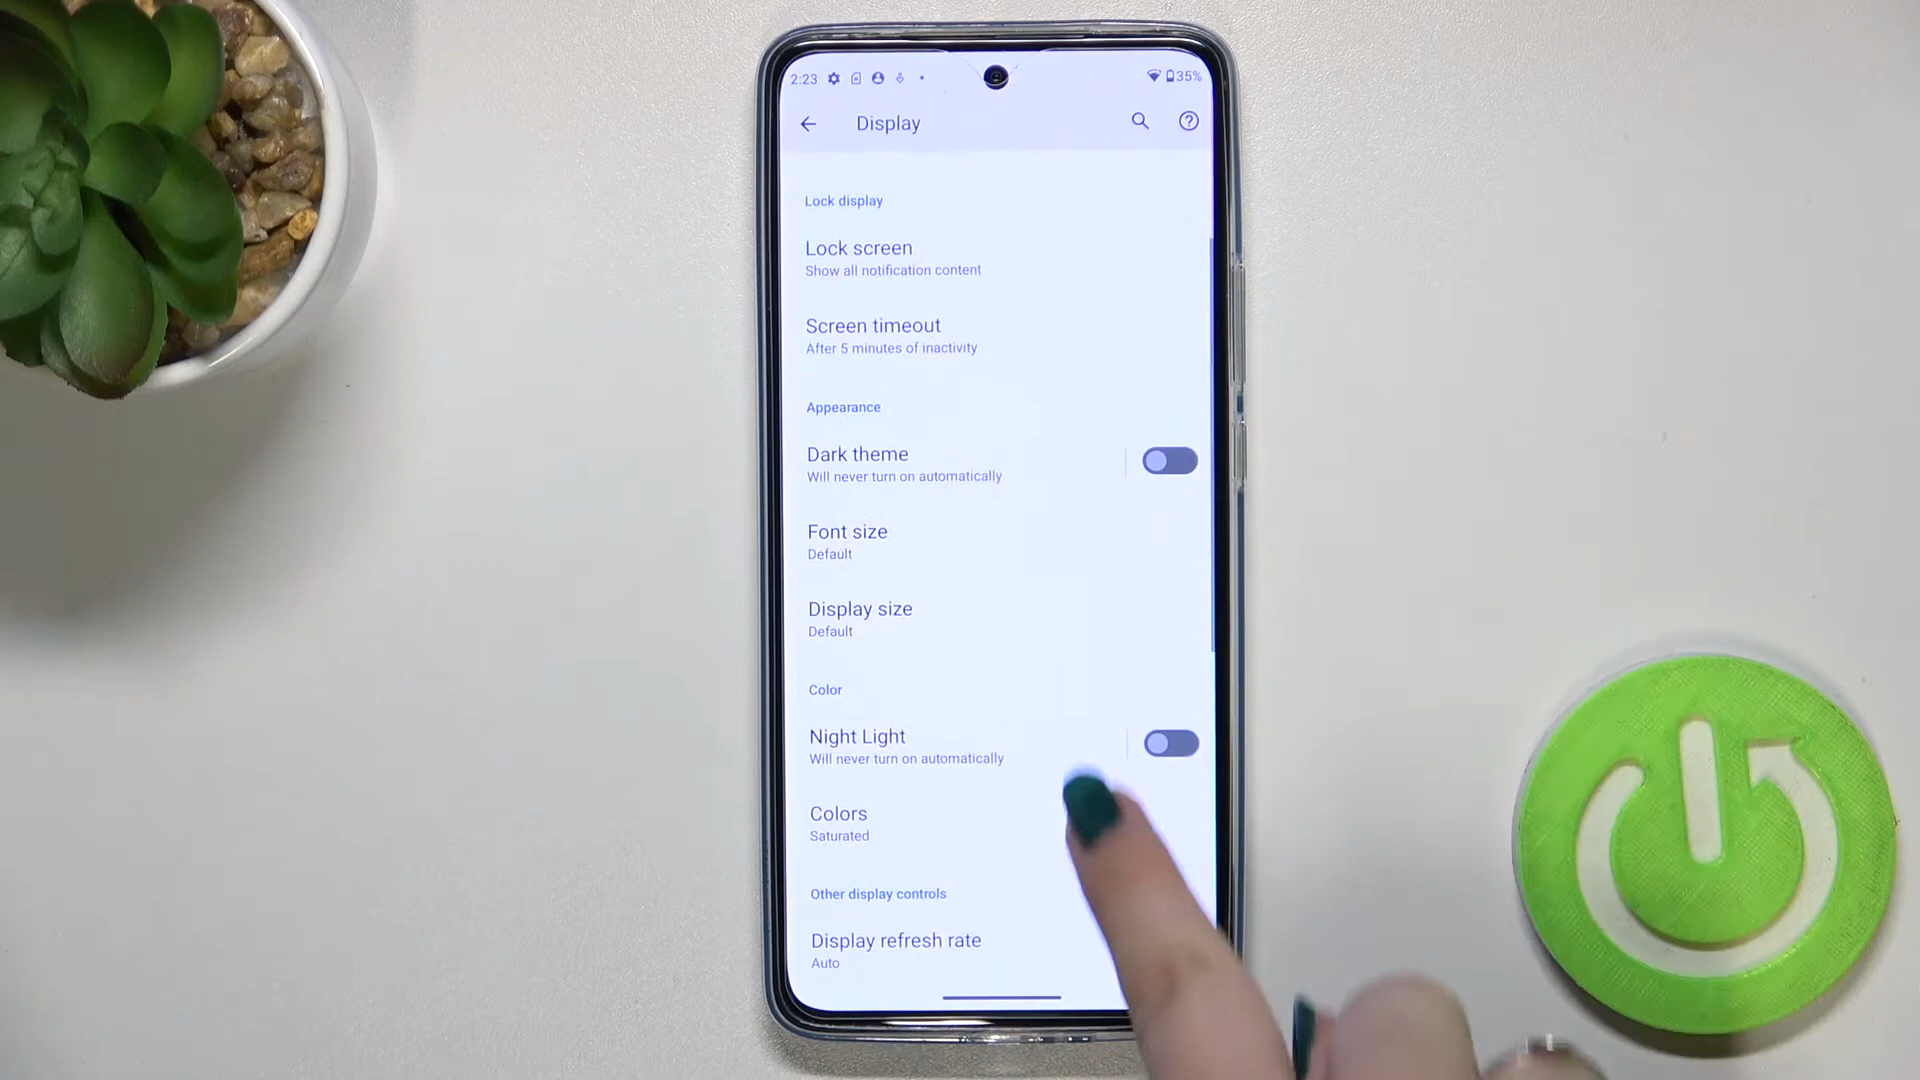 2:23
35%
Display
Lock display
Lock screen
Show all notification content
Screen timeout
After 5 minutes of inactivity
Appearance
Dark theme
Will never turn on automatically
Font size
Default
Display size
Default
Color
Night Light
Will never turn on automatically
Colors
Saturated
Other display controls
Display refresh rate
Auto